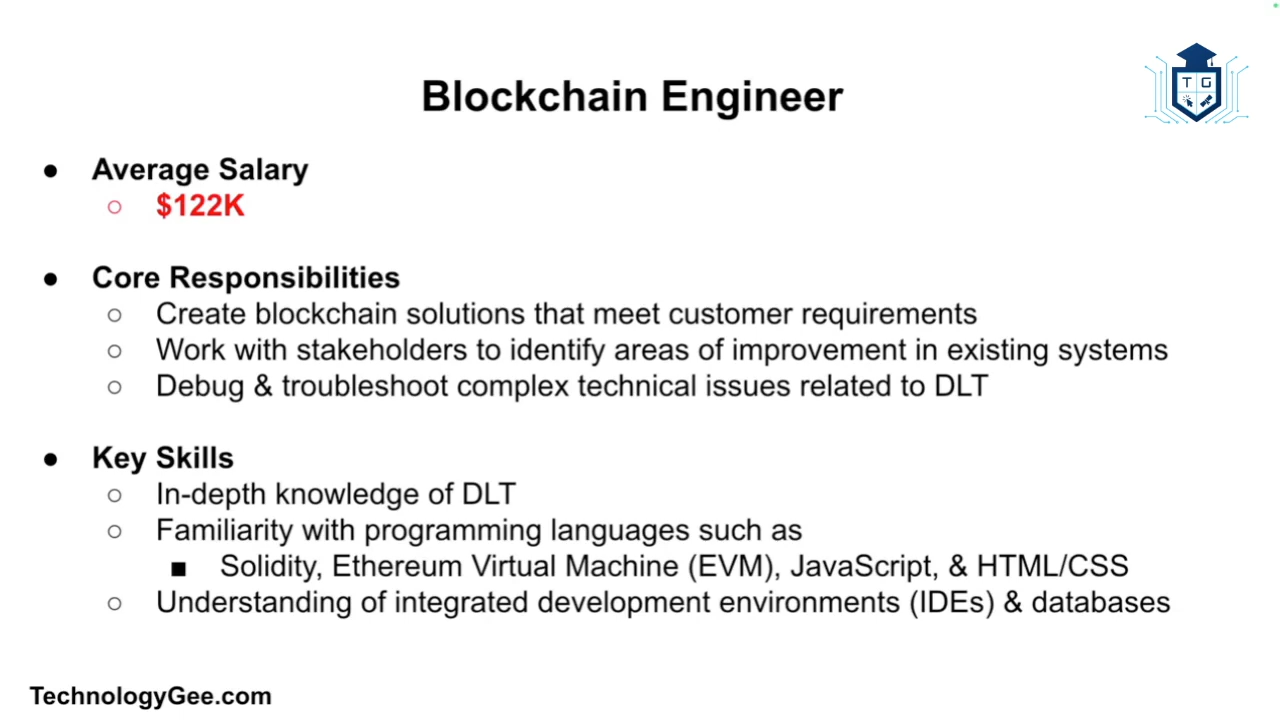 Blockchain Engineer
T G
● Average Salary
○ $122K
● Core Responsibilities
○ Create blockchain solutions that meet customer requirements
○ Work with stakeholders to identify areas of improvement in existing systems
○ Debug & troubleshoot complex technical issues related to DLT
● Key Skills
○ In-depth knowledge of DLT
○ Familiarity with programming languages such as
■ Solidity, Ethereum Virtual Machine (EVM), JavaScript, & HTML/CSS
○ Understanding of integrated development environments (IDEs) & databases
TechnologyGee.com